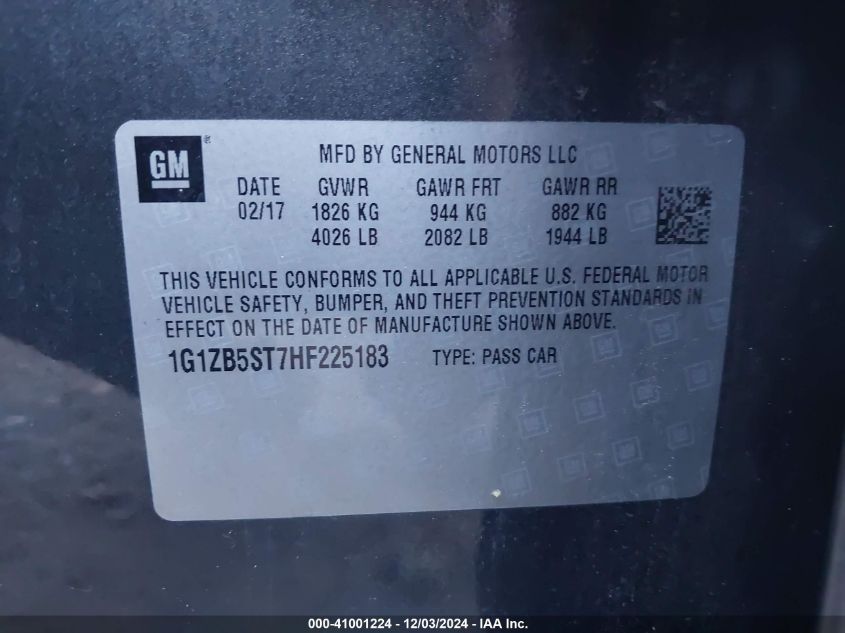 GM ®
MFD BY GENERAL MOTORS LLC
DATE GVWR GAWR FRT GAWR RR
02/17 1826 KG 944 KG 882 KG
4026 LB 2082 LB 1944 LB
THIS VEHICLE CONFORMS TO ALL APPLICABLE U.S. FEDERAL MOTOR
VEHICLE SAFETY, BUMPER, AND THEFT PREVENTION STANDARDS IN
EFFECT ON THE DATE OF MANUFACTURE SHOWN ABOVE.
1G1ZB5ST7HF225183 TYPE: PASS CAR
000-41001224 - 12/03/2024 - IAA Inc.